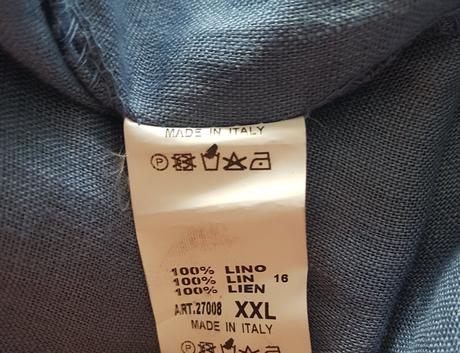 MADE IN ITALY
P
100% LINO
100% LIN 16
100% LIEN
ART.27008 XXL
MADE IN ITALY